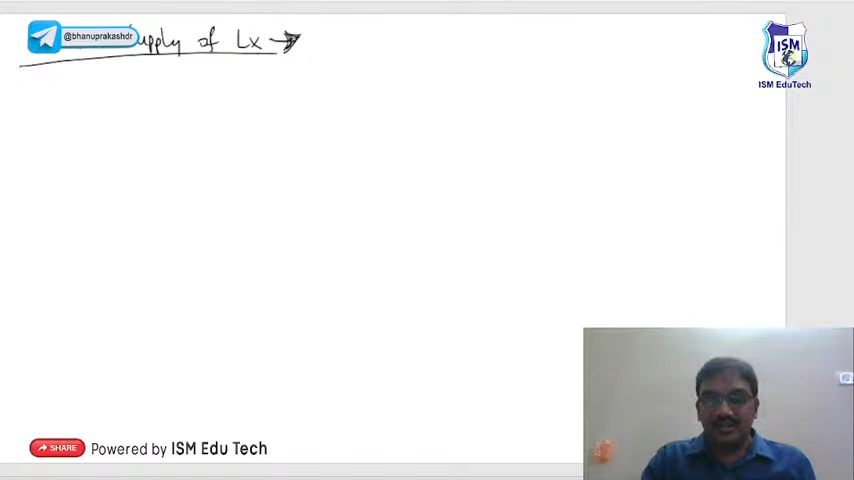 @bhanuprakashdr
upply of Lx →
ISM
ISM EduTech
SHARE
Powered by ISM Edu Tech